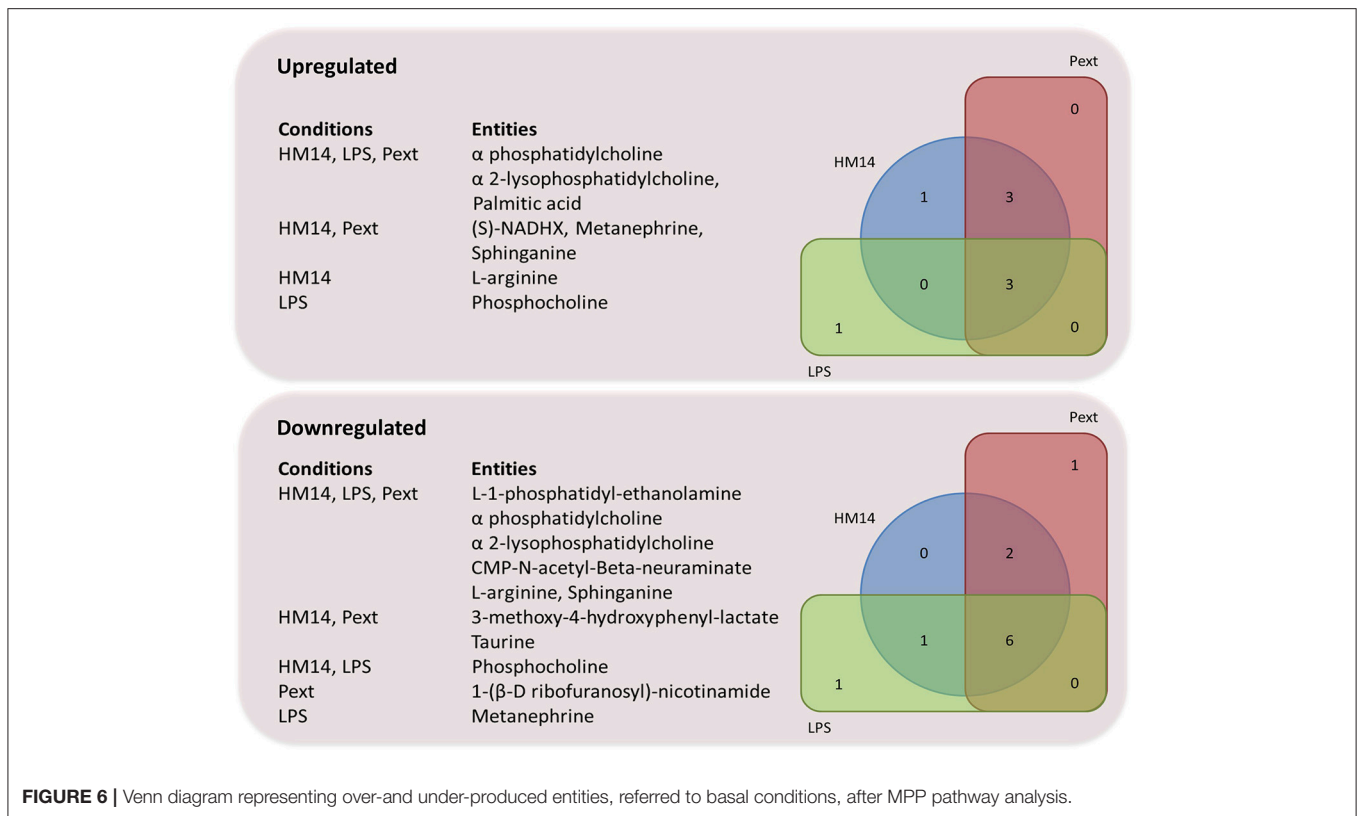 Upregulated
Conditions Entities
HM14, LPS, Pext α phosphatidylcholine
α 2-lysophosphatidylcholine,
Palmitic acid
HM14, Pext (S)-NADHX, Metanephrine,
Sphinganine
HM14 L-arginine
LPS Phosphocholine
Pext
0
HM14
1 3
0 3
1 0
LPS
Downregulated
Conditions Entities
HM14, LPS, Pext L-1-phosphatidyl-ethanolamine
α phosphatidylcholine
α 2-lysophosphatidylcholine
CMP-N-acetyl-Beta-neuraminate
L-arginine, Sphinganine
HM14, Pext 3-methoxy-4-hydroxyphenyl-lactate
Taurine
HM14, LPS Phosphocholine
Pext 1-(β-D ribofuranosyl)-nicotinamide
LPS Metanephrine
Pext
1
HM14
0 2
1 6
1 0
LPS
FIGURE 6 | Venn diagram representing over-and under-produced entities, referred to basal conditions, after MPP pathway analysis.